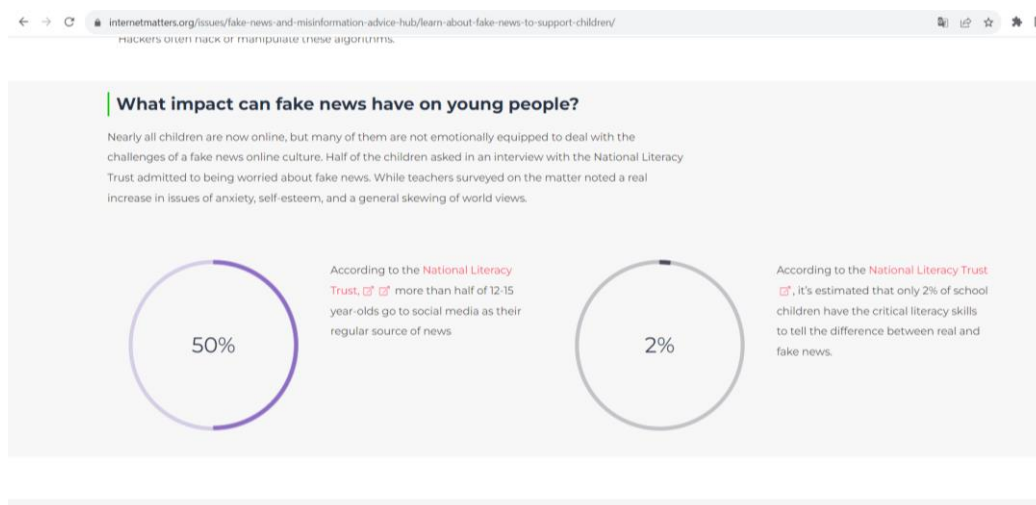 internetmatters.org/issues/fake-news-and-misinformation-advice-hub/learn-about-fake-news-to-support-children/
Hackers often hack or manipulate these algorithms.
What impact can fake news have on young people?
Nearly all children are now online, but many of them are not emotionally equipped to deal with the
challenges of a fake news online culture. Half of the children asked in an interview with the National Literacy
Trust admitted to being worried about fake news. While teachers surveyed on the matter noted a real
increase in issues of anxiety, self-esteem, and a general skewing of world views.
50%
According to the National Literacy
Trust, more than half of 12-15
year-olds go to social media as their
regular source of news
2%
According to the National Literacy Trust
, it's estimated that only 2% of school
children have the critical literacy skills
to tell the difference between real and
fake news.